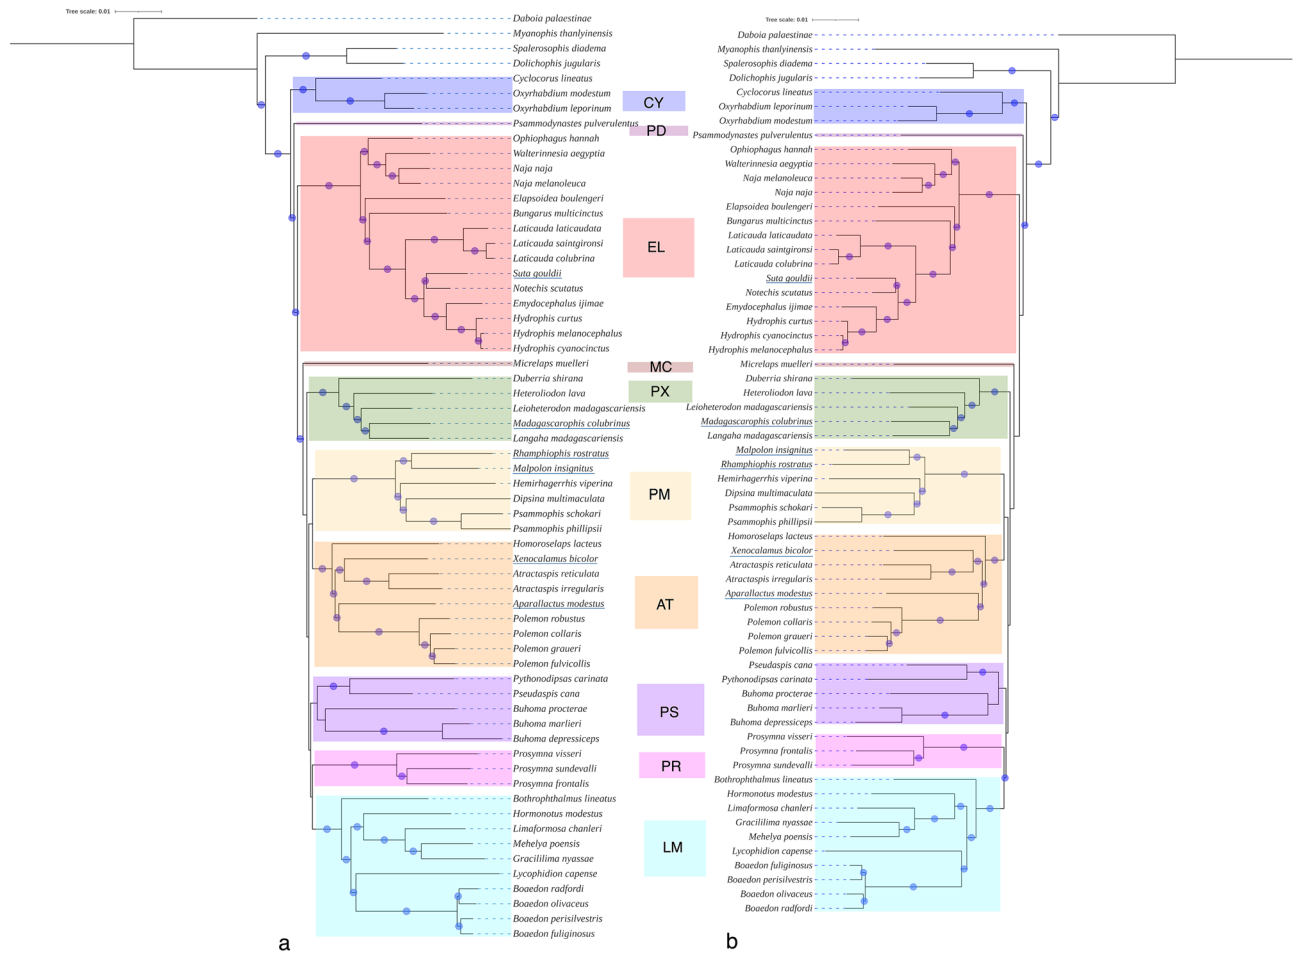 Tree scale: 0.01
Daboia palaestinae
Myanophis thanlyinensis
Spalerosophis diadema
Dolichophis jugularis
Cyclocorus lineatus
Oxyrhabdium modestum
Oxyrhabdium leporinum
Psammodynastes pulverulentus
Ophiophagus hannah
Walterinnesia aegyptia
Naja naja
Naja melanoleuca
Elapsoidea boulengeri
Bungarus multicinctus
Laticauda laticaudata
Laticauda saintgironsi
Laticauda colubrina
Suta gouldii
Notechis scutatus
Emydocephalus ijimae
Hydrophis curtus
Hydrophis melanocephalus
Hydrophis cyanocinctus
Micrelaps muelleri
Duberria shirana
Heteroliodon lava
Leioheterodon madagascariensis
Madagascarophis colubrinus
Langaha madagascariensis
Rhamphiophis rostratus
Malpolon insignitus
Hemirhagerrhis viperina
Dipsina multimaculata
Psammophis schokari
Psammophis phillipsii
Homoroselaps lacteus
Xenocalamus bicolor
Atractaspis reticulata
Atractaspis irregularis
Aparallactus modestus
Polemon robustus
Polemon collaris
Polemon graueri
Polemon fulvicollis
Pythonodipsas carinata
Pseudaspis cana
Buhoma procterae
Buhoma marlieri
Buhoma depressiceps
Prosymna visseri
Prosymna sundevalli
Prosymna frontalis
Bothrophthalmus lineatus
Hormonotus modestus
Limaformosa chanleri
Mehelya poensis
Gracililima nyassae
Lycophidion capense
Boaedon radfordi
Boaedon olivaceus
Boaedon perisilvestris
Boaedon fuliginosus
a
CY
PD
EL
MC
PX
PM
AT
PS
PR
LM
Tree scale: 0.01
Daboia palaestinae
Myanophis thanlyinensis
Spalerosophis diadema
Dolichophis jugularis
Cyclocorus lineatus
Oxyrhabdium leporinum
Oxyrhabdium modestum
Psammodynastes pulverulentus
Ophiophagus hannah
Walterinnesia aegyptia
Naja melanoleuca
Naja naja
Elapsoidea boulengeri
Bungarus multicinctus
Laticauda laticaudata
Laticauda saintgironsi
Laticauda colubrina
Suta gouldii
Notechis scutatus
Emydocephalus ijimae
Hydrophis curtus
Hydrophis cyanocinctus
Hydrophis melanocephalus
Micrelaps muelleri
Duberria shirana
Heteroliodon lava
Leioheterodon madagascariensis
Madagascarophis colubrinus
Langaha madagascariensis
Malpolon insignitus
Rhamphiophis rostratus
Hemirhagerrhis viperina
Dipsina multimaculata
Psammophis schokari
Psammophis phillipsii
Homoroselaps lacteus
Xenocalamus bicolor
Atractaspis reticulata
Atractaspis irregularis
Aparallactus modestus
Polemon robustus
Polemon collaris
Polemon graueri
Polemon fulvicollis
Pseudaspis cana
Pythonodipsas carinata
Buhoma procterae
Buhoma marlieri
Buhoma depressiceps
Prosymna visseri
Prosymna frontalis
Prosymna sundevalli
Bothrophthalmus lineatus
Hormonotus modestus
Limaformosa chanleri
Gracililima nyassae
Mehelya poensis
Lycophidion capense
Boaedon fuliginosus
Boaedon perisilvestris
Boaedon olivaceus
Boaedon radfordi
b